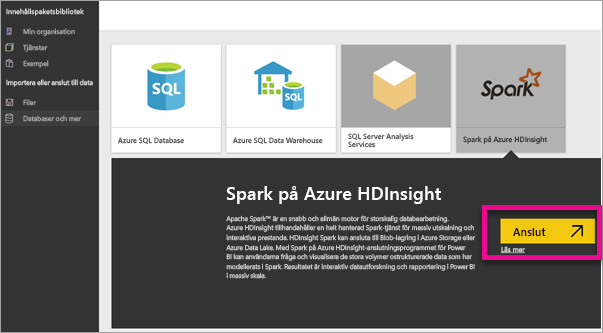 Innehållspaketsbibliotek
Min organisation
Tjänster
Exempel
Importera eller anslut till data
Filer
Databaser och mer
SQL
SQL
Spark
Azure SQL Database
Azure SQL Data Warehouse
SQL Server Analysis
Services
Spark på Azure HDInsight
Spark på Azure HDInsight
Apache Spark™ är en snabb och allmän motor för storskalig databearbetning.
Azure HDInsight tillhandahåller en helt hanterad Spark-tjänst för massiv utskalning och
interaktiva prestanda. HDInsight Spark kan ansluta till Blob-lagring i Azure Storage eller
Azure Data Lake. Med Spark på Azure HDInsight-anslutningsprogrammet för Power
BI kan användarna fråga och visualisera de stora volymer ostrukturerade data som har
modellerats i Spark. Resultatet är interaktiv datautforskning och rapportering i Power BI
i massiv skala.
Anslut
Läs mer